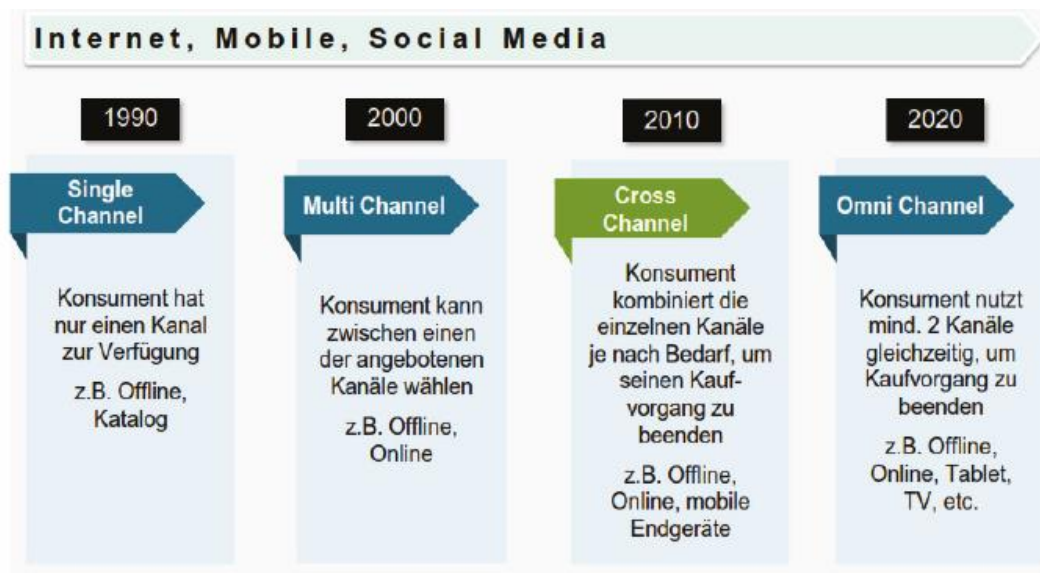 Internet, Mobile, Social Media
1990
Single
Channel
Konsument hat
nur einen Kanal
zur Verfügung
z.B. Offline,
Katalog
2000
Multi Channel
Konsument kann
zwischen einen
der angebotenen
Kanäle wählen
z.B. Offline,
Online
2010
Cross
Channel
Konsument
kombiniert die
einzelnen Kanäle
je nach Bedarf, um
seinen Kauf-
vorgang zu
beenden
z.B. Offline,
Online, mobile
Endgeräte
2020
Omni Channel
Konsument nutzt
mind. 2 Kanäle
gleichzeitig, um
Kaufvorgang zu
beenden
z.B. Offline,
Online, Tablet,
TV, etc.